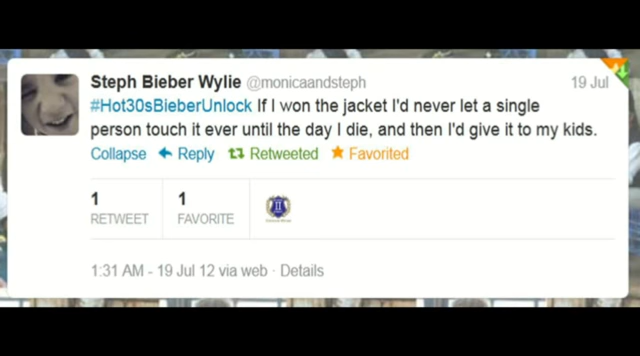 Steph Bieber Wylie @monicaandsteph 19 Jul
#Hot30sBieberUnlock If I won the jacket I'd never let a single
person touch it ever until the day I die, and then I'd give it to my kids.
Collapse Reply Retweeted Favorited
1 1
RETWEET FAVORITE
1:31 AM - 19 Jul 12 via web · Details